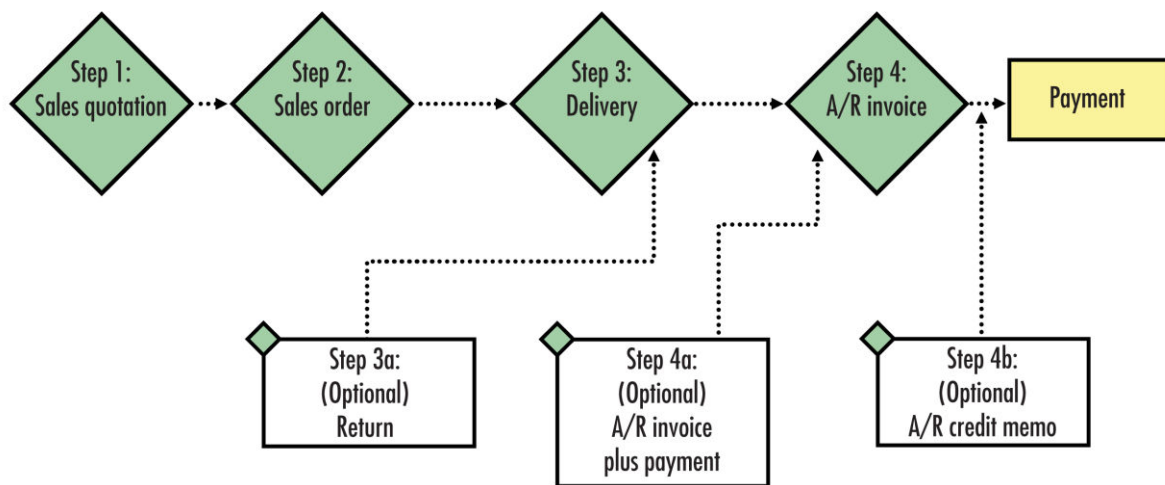 Step 1:
Sales quotation
Step 2:
Sales order
Step 3:
Delivery
Step 4:
A/R invoice
Payment
Step 3a:
(Optional)
Return
Step 4a:
(Optional)
A/R invoice
plus payment
Step 4b:
(Optional)
A/R credit memo